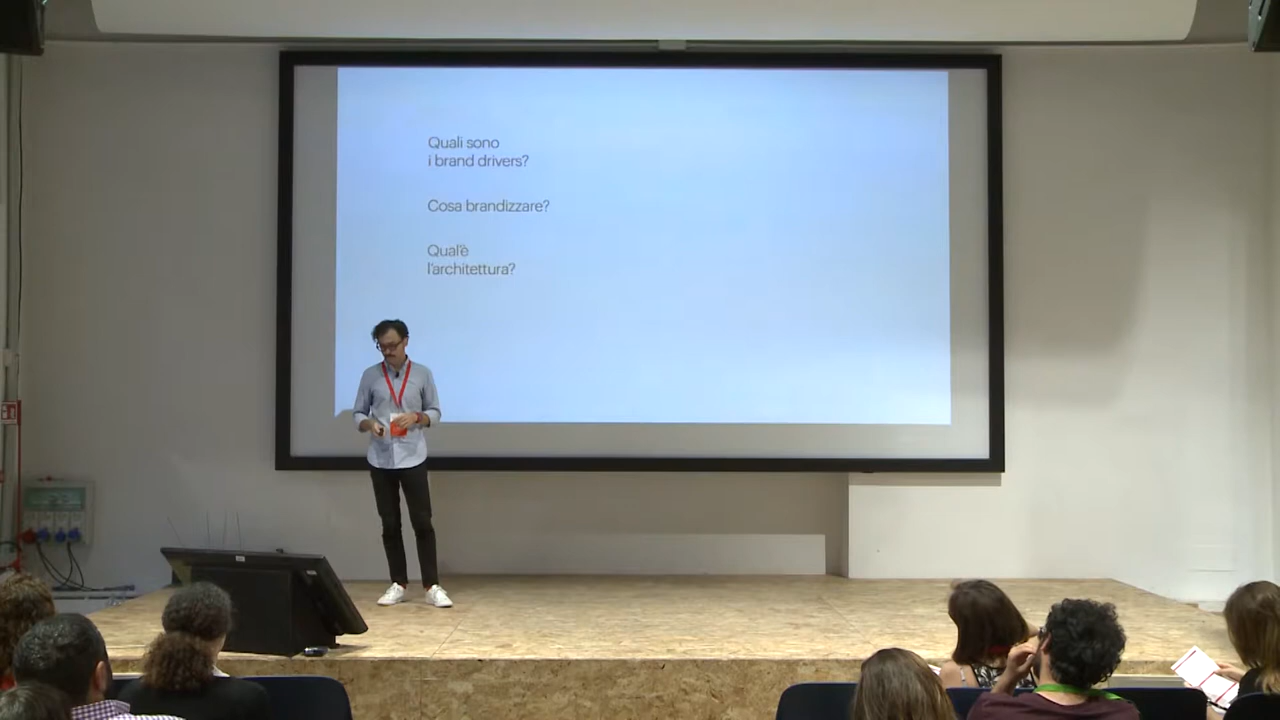 Quali sono
i brand drivers?
Cosa brandizzare?
Qual'è
l'architettura?